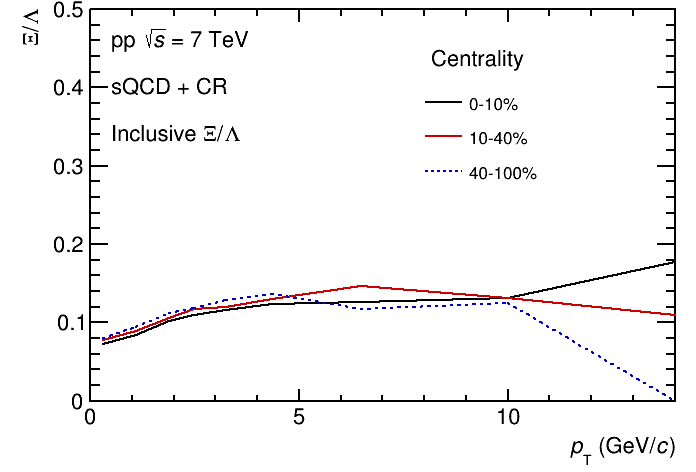 Ξ/Λ
0.5
0.4
0.3
0.2
0.1
0
pp √s = 7 TeV
sQCD + CR
Inclusive Ξ/Λ
Centrality
0-10%
10-40%
40-100%
0 5 10
p_T (GeV/c)